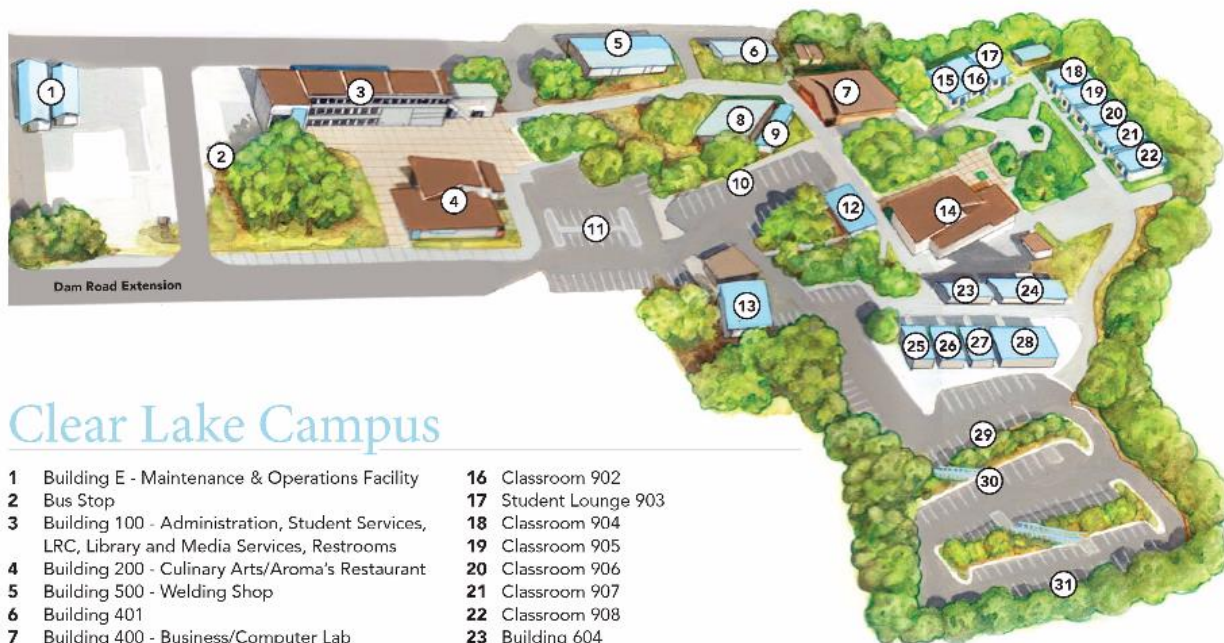 1
2
3
4
5
6
7
8
9
10
11
12
13
14
15
16
17
18
19
20
21
22
23
24
25
26
27
28
29
30
31
Dam Road Extension
Clear Lake Campus
1 Building E - Maintenance & Operations Facility
2 Bus Stop
3 Building 100 - Administration, Student Services,
LRC, Library and Media Services, Restrooms
4 Building 200 - Culinary Arts/Aroma's Restaurant
5 Building 500 - Welding Shop
6 Building 401
7 Building 400 - Business/Computer Lab
16 Classroom 902
17 Student Lounge 903
18 Classroom 904
19 Classroom 905
20 Classroom 906
21 Classroom 907
22 Classroom 908
23 Building 604